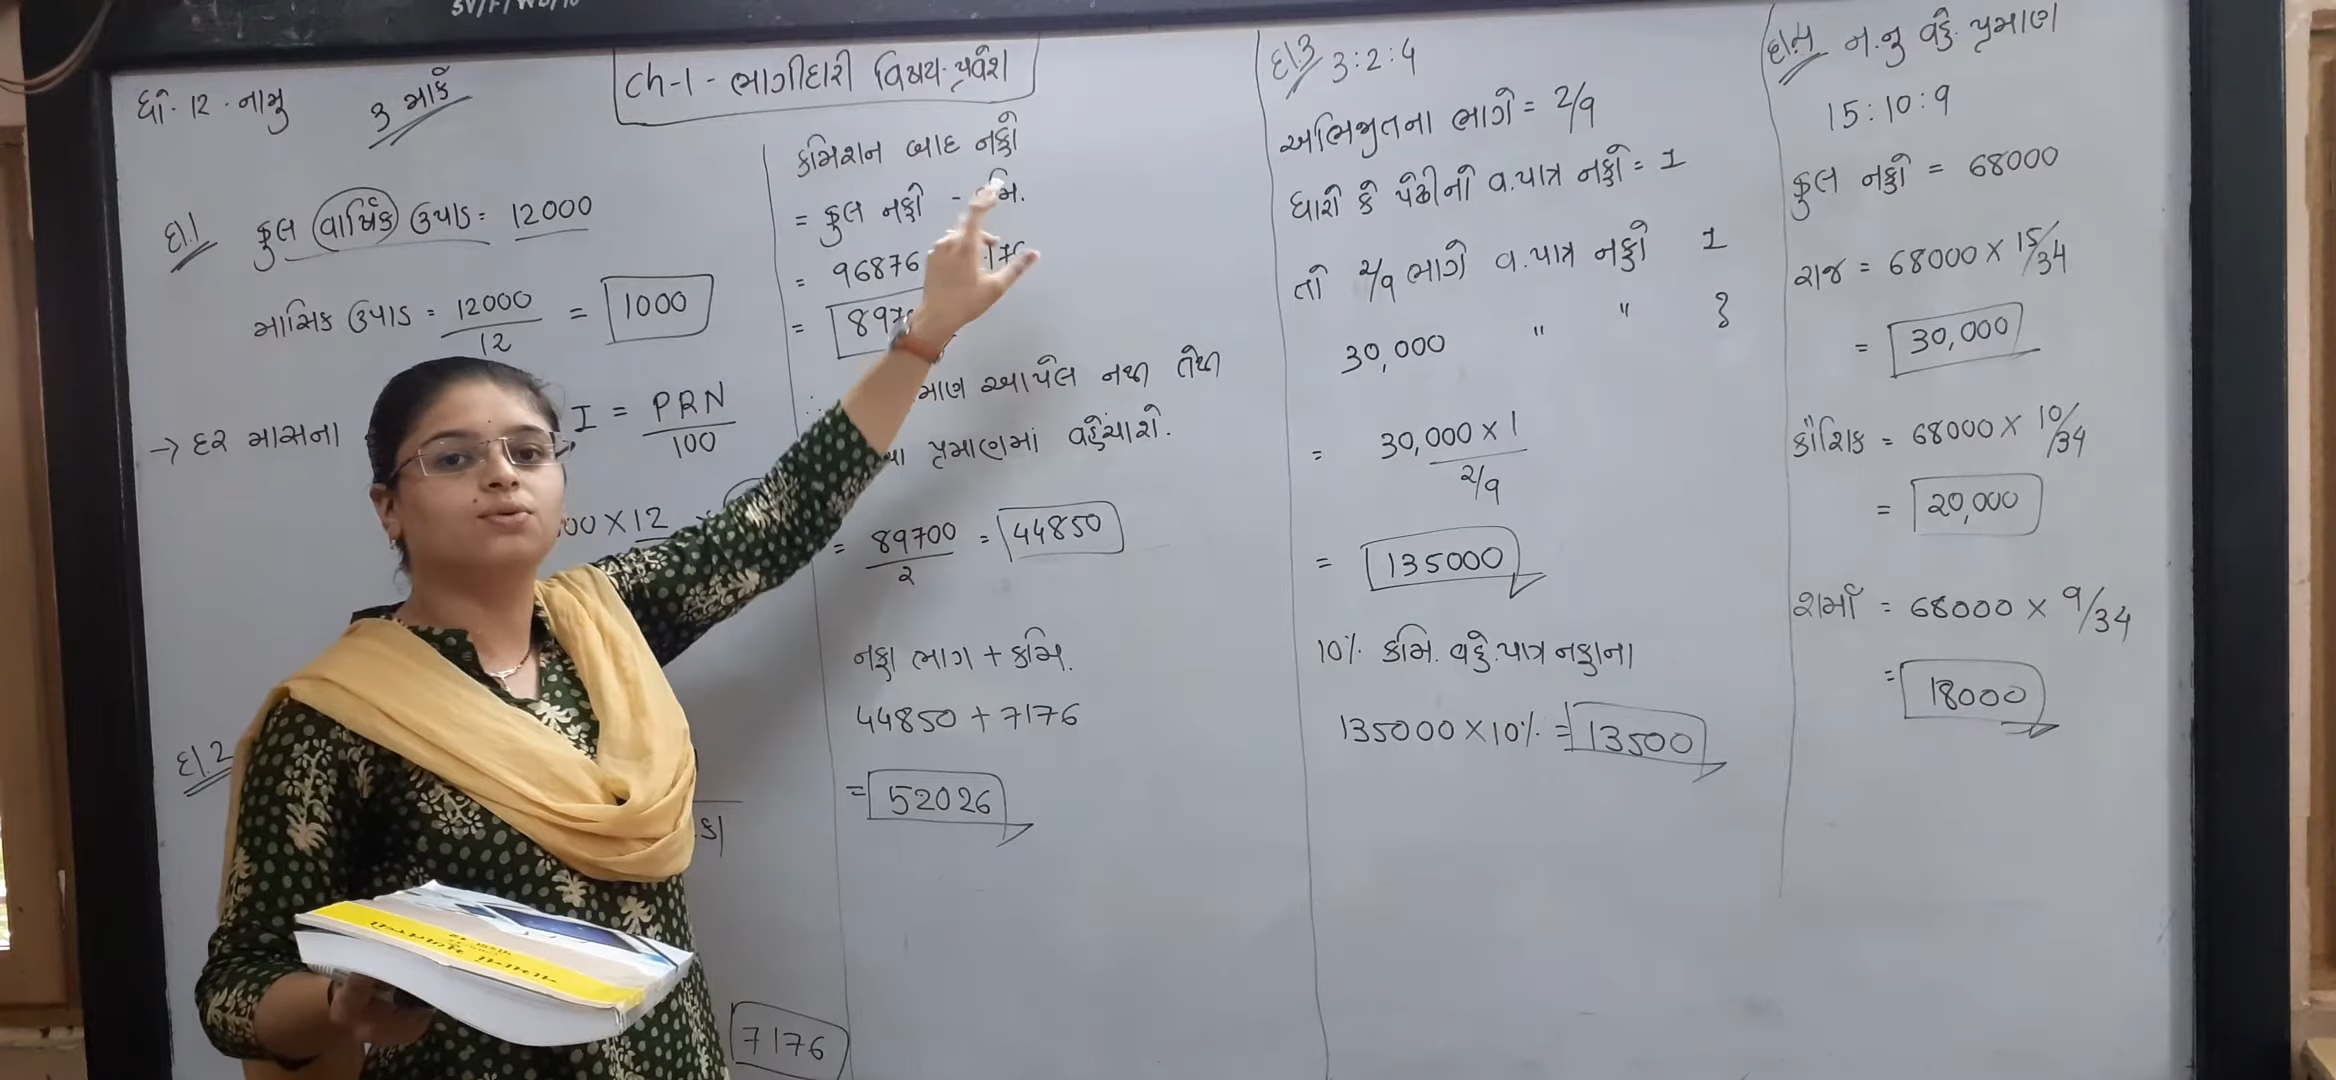 ધો. 12. નામુ
૩ માર્ક
Ch-1 - ભાગીદારી વિષય-પ્રવેશ
દા.1
કુલ વાર્ષિક ઉપાડ = 12000
માસિક ઉપાડ = 12000/12 = 1000
→ દર માસના
I = PRN/100
00 X 12
દા.2
7176
કમિશન બાદ નફો
= કુલ નફો - મિ.
= 96876
= 897
માણ આપેલ નથી તેથી
પ્રમાણમાં વહેંચાશે.
= 89700/2 = 44850
નફા ભાગ + કમિ.
44850 + 7176
= 52026
દા.3 3:2:4
અભિજીતના ભાગે = 2/9
ધારો કે પેઢીનો વ.પાત્ર નફો = 1
તો 2/9 ભાગે વ.પાત્ર નફો 1
30,000 " " ?
= 30,000 X 1 / 2/9
= 135000
10% કમિ. વહેં.પાત્ર નફાના
135000 X 10% = 13500
દા.4 ન.નુ વહેં. પ્રમાણ
15:10:9
કુલ નફો = 68000
રાજ = 68000 X 15/34
= 30,000
કૌશિક = 68000 X 10/34
= 20,000
શર્મા = 68000 X 9/34
= 18000